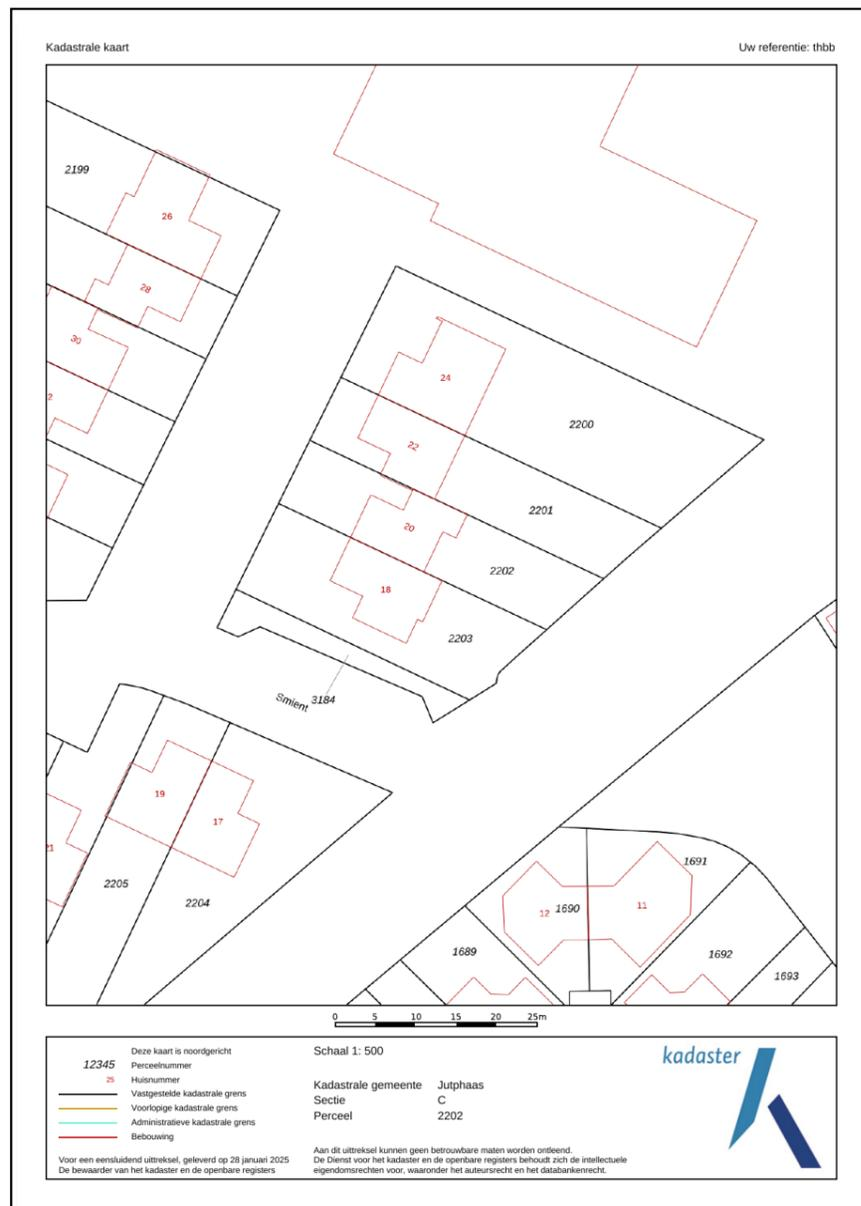 Kadastrale kaart
Uw referentie: thbb
2199
26
28
30
2
24
2200
22
2201
20
2202
18
2203
Smient
3184
19
17
21
2205
2204
1691
12
1690
11
1689
1692
1693
0 5 10 15 20 25m
Deze kaart is noordgericht
12345 Perceelnummer
25 Huisnummer
Vastgestelde kadastrale grens
Voorlopige kadastrale grens
Administratieve kadastrale grens
Bebouwing
Voor een eensluidend uittreksel, geleverd op 28 januari 2025
De bewaarder van het kadaster en de openbare registers
Schaal 1: 500
Kadastrale gemeente Jutphaas
Sectie C
Perceel 2202
Aan dit uittreksel kunnen geen betrouwbare maten worden ontleend.
De Dienst voor het kadaster en de openbare registers behoudt zich de intellectuele
eigendomsrechten voor, waaronder het auteursrecht en het databankenrecht.
kadaster